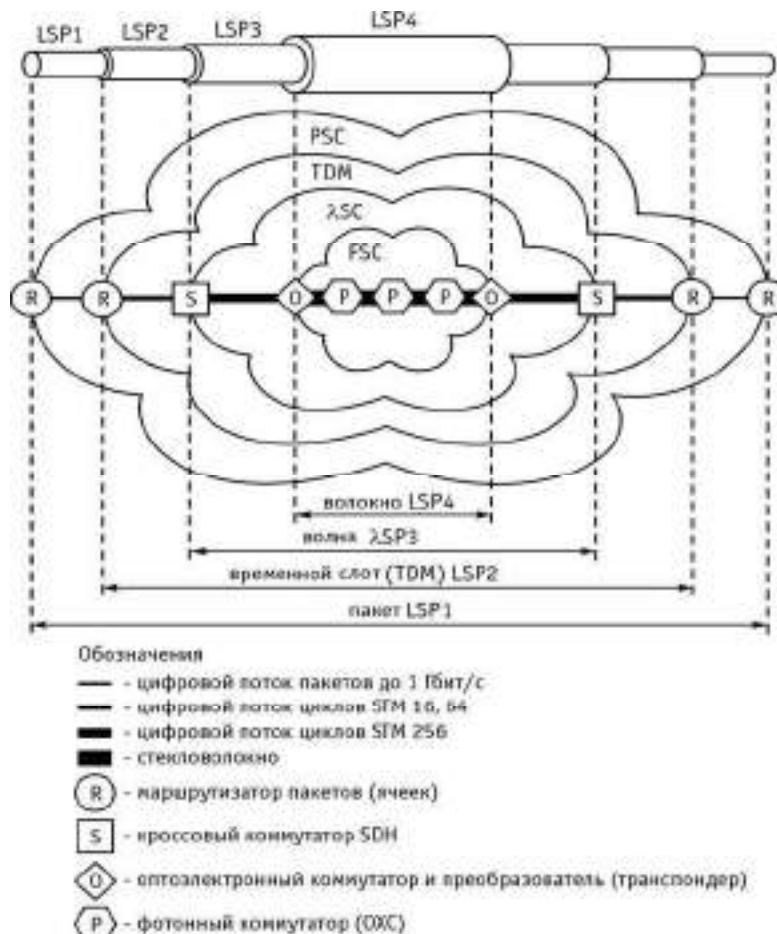 LSP1 LSP2 LSP3 LSP4
PSC
TDM
λSC
FSC
R R S O P P P O S R R
волокно LSP4
волна λSP3
временной слот (TDM) LSP2
пакет LSP1
Обозначения
- цифровой поток пакетов до 1 Гбит/с
- цифровой поток циклов STM 16, 64
- цифровой поток циклов STM 256
- стекловолокно
R - маршрутизатор пакетов (ячеек)
S - кроссовый коммутатор SDH
O - оптоэлектронный коммутатор и преобразователь (транспондер)
P - фотонный коммутатор (OXC)